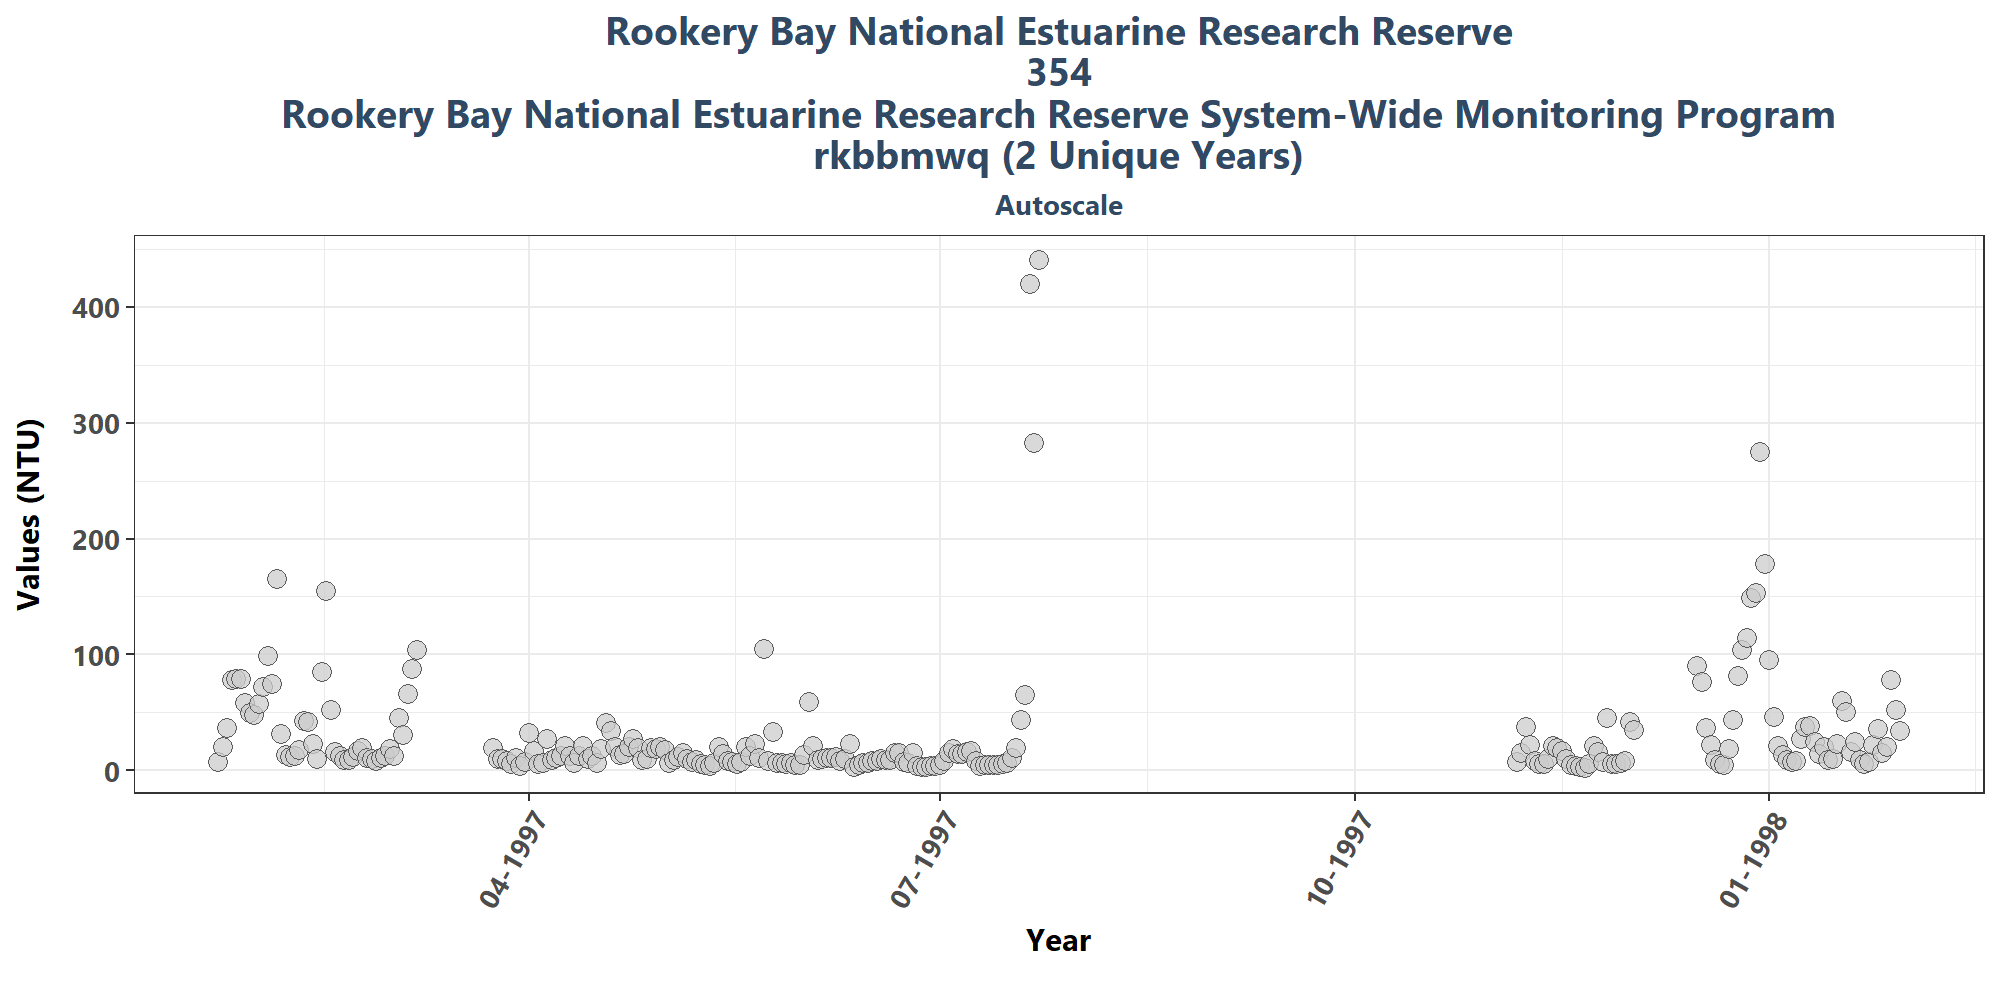 Rookery Bay National Estuarine Research Reserve
354
Rookery Bay National Estuarine Research Reserve System-Wide Monitoring Program
rkbbmwq (2 Unique Years)
Autoscale
400
300
200
100
0
Values (NTU)
04-1997
07-1997
10-1997
01-1998
Year